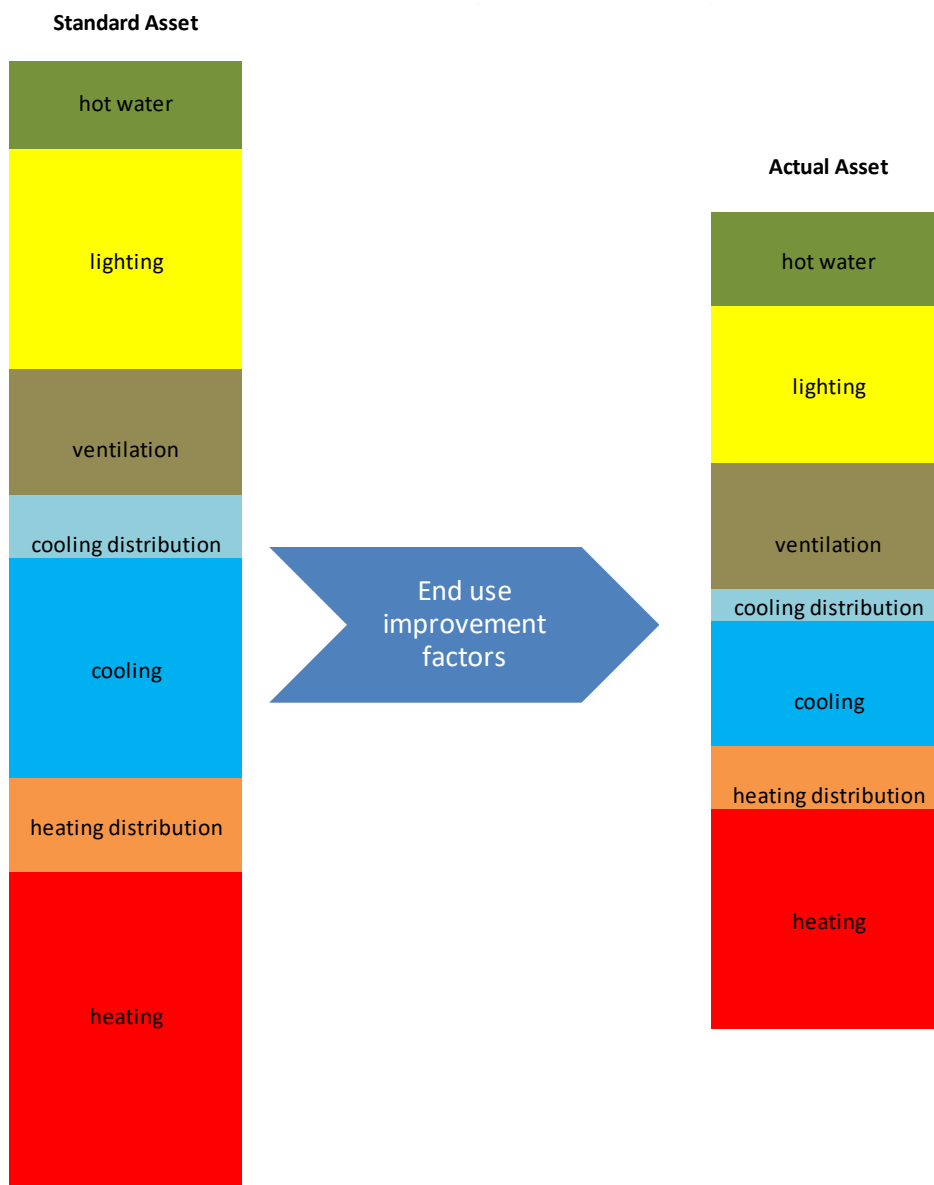 Standard Asset
hot water
lighting
ventilation
cooling distribution
cooling
heating distribution
heating
End use
improvement
factors
Actual Asset
hot water
lighting
ventilation
cooling distribution
cooling
heating distribution
heating